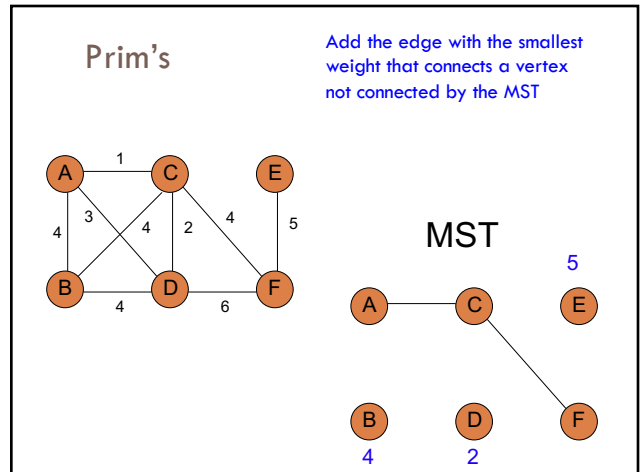 Prim's
Add the edge with the smallest
weight that connects a vertex
not connected by the MST
1
A
C
E
4
3
4
2
4
5
B
D
F
4
6
MST
5
A
C
E
B
D
F
4
2